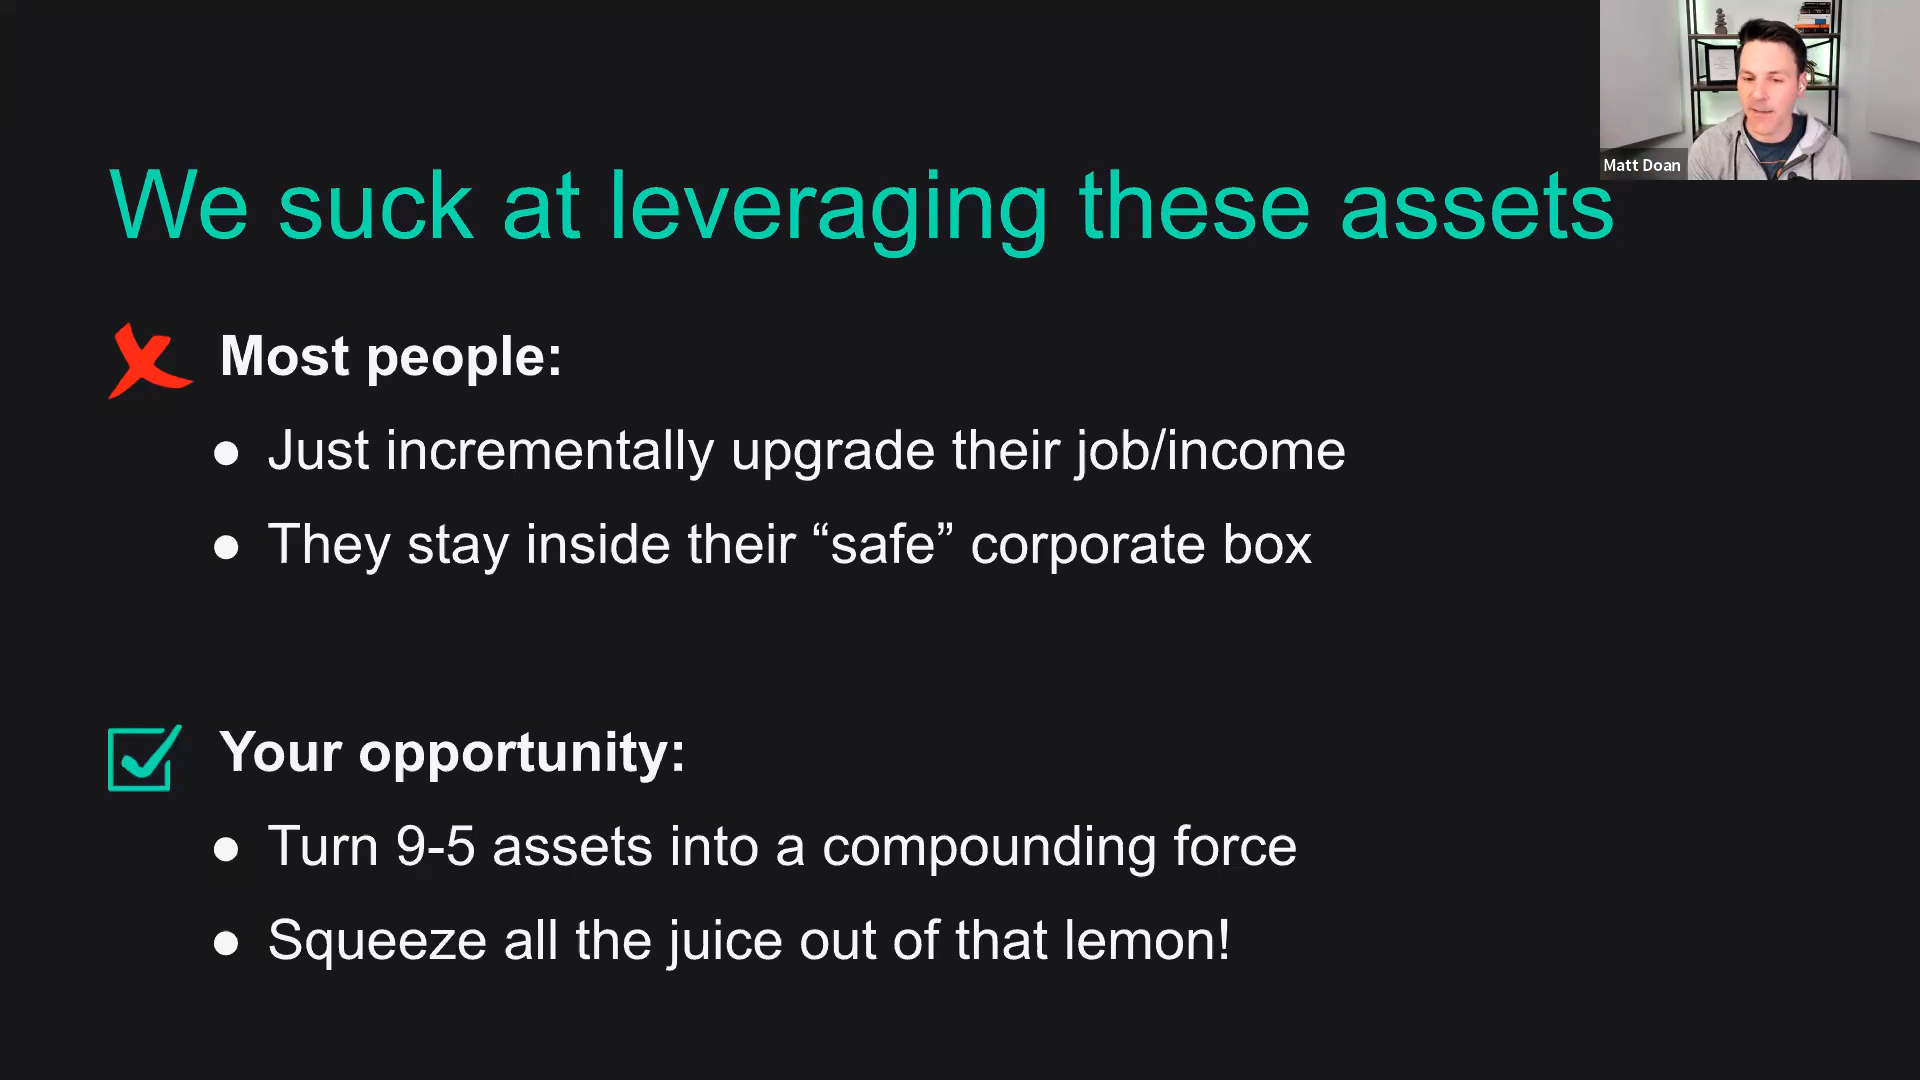 Matt Doan
We suck at leveraging these assets
Most people:
● Just incrementally upgrade their job/income
● They stay inside their “safe” corporate box
Your opportunity:
● Turn 9-5 assets into a compounding force
● Squeeze all the juice out of that lemon!